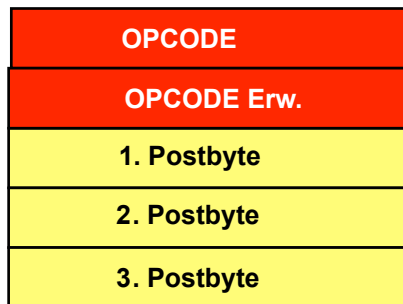 OPCODE
OPCODE Erw.
1. Postbyte
2. Postbyte
3. Postbyte